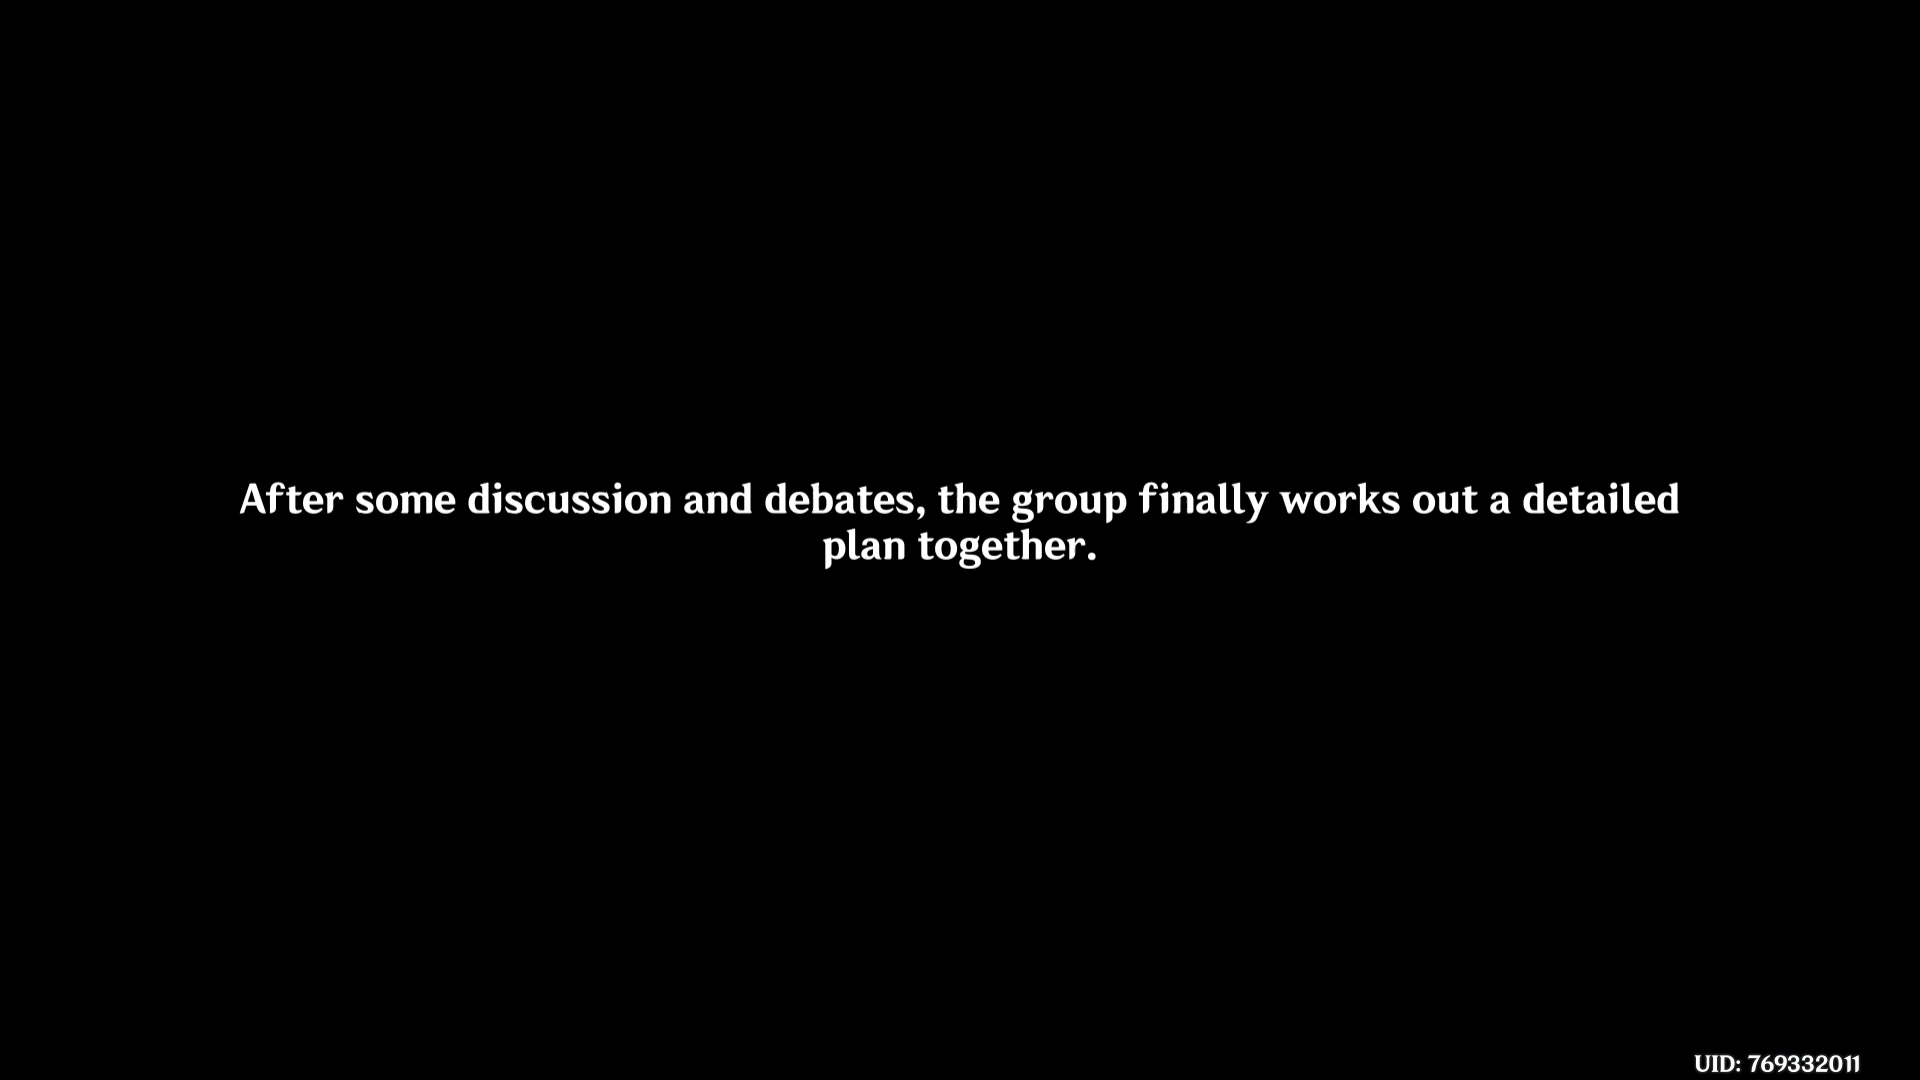 After some discussion and debates, the group finally works out a detailed
plan together.
UID: 769332011